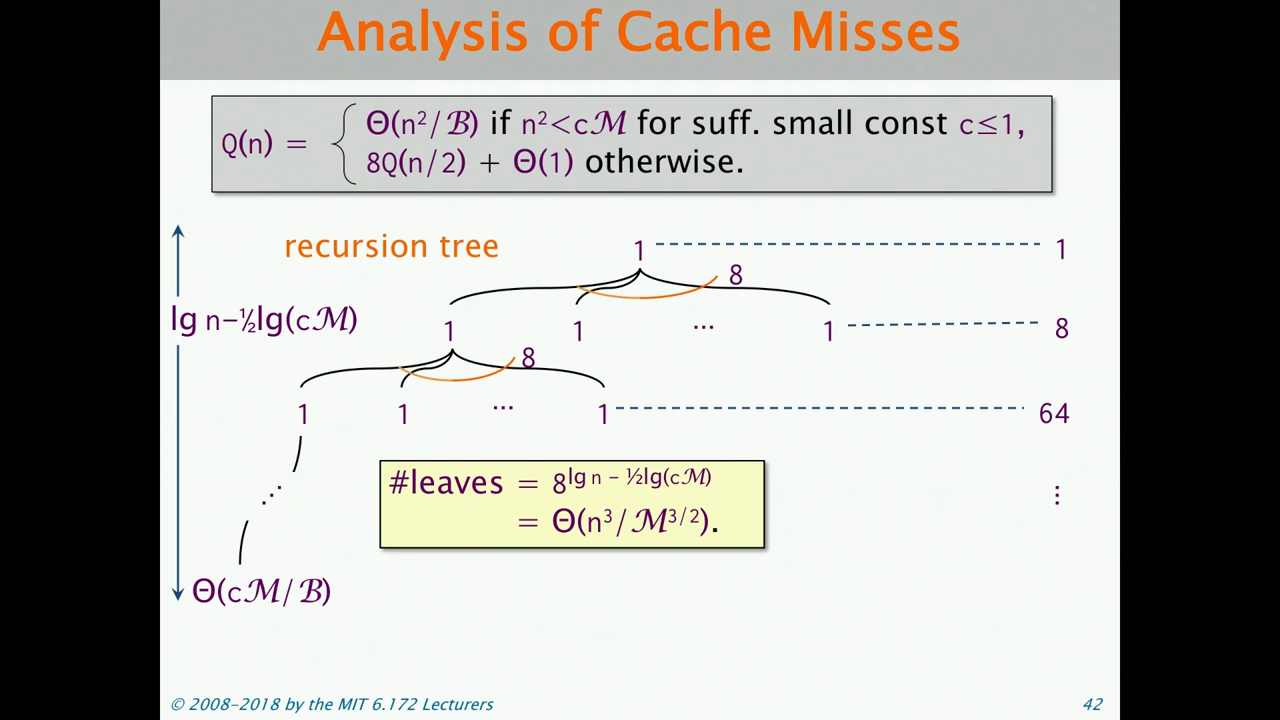 Analysis of Cache Misses
Q(n) = { Θ(n²/ℬ) if n²<cℳ for suff. small const c≤1,
8Q(n/2) + Θ(1) otherwise.
recursion tree
1 1
8
lg n−½lg(cℳ)
1 1 ... 1 8
8
1 1 ... 1 64
#leaves = 8^(lg n − ½lg(cℳ))
= Θ(n³/ℳ^(3/2)).
⋰ ⋮
Θ(cℳ/ℬ)
© 2008–2018 by the MIT 6.172 Lecturers 42